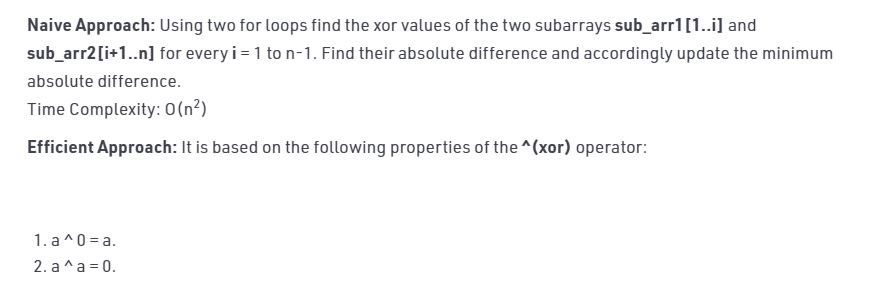 Naive Approach: Using two for loops find the xor values of the two subarrays sub_arr1[1..i] and
sub_arr2[i+1..n] for every i = 1 to n-1. Find their absolute difference and accordingly update the minimum
absolute difference.
Time Complexity: O(n²)
Efficient Approach: It is based on the following properties of the ^(xor) operator:
1. a ^ 0 = a.
2. a ^ a = 0.